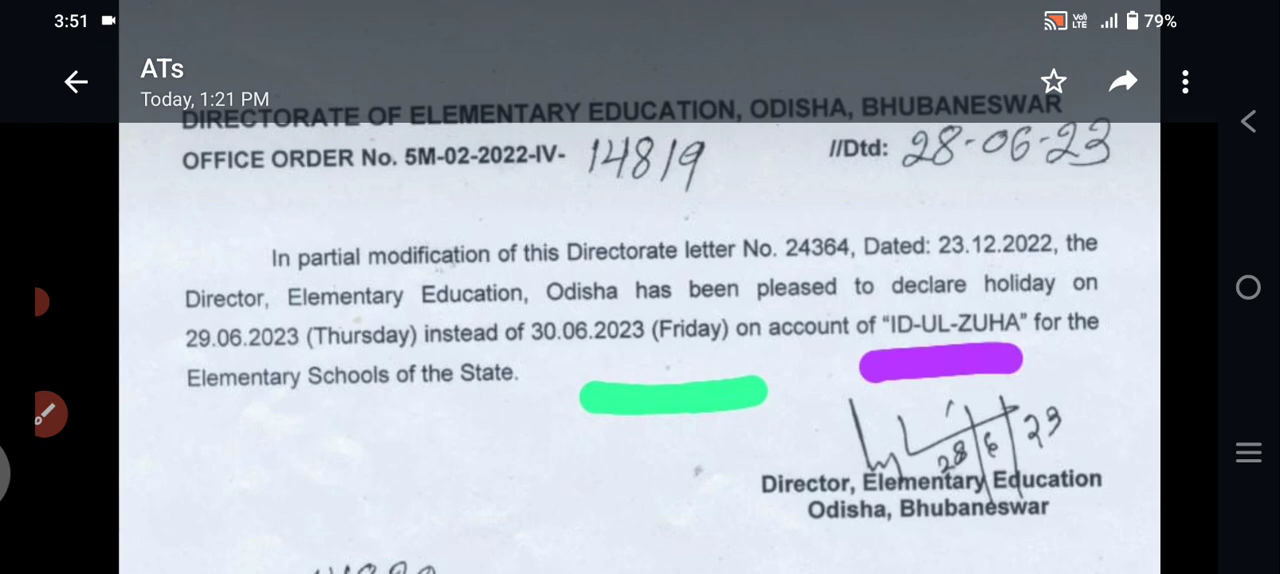 3:51
Vol LTE
79%
ATs
Today, 1:21 PM
DIRECTORATE OF ELEMENTARY EDUCATION, ODISHA, BHUBANESWAR
OFFICE ORDER No. 5M-02-2022-IV- 14819 //Dtd: 28-06-23
In partial modification of this Directorate letter No. 24364, Dated: 23.12.2022, the
Director, Elementary Education, Odisha has been pleased to declare holiday on
29.06.2023 (Thursday) instead of 30.06.2023 (Friday) on account of “ID-UL-ZUHA” for the
Elementary Schools of the State.
28/6/23
Director, Elementary Education
Odisha, Bhubaneswar